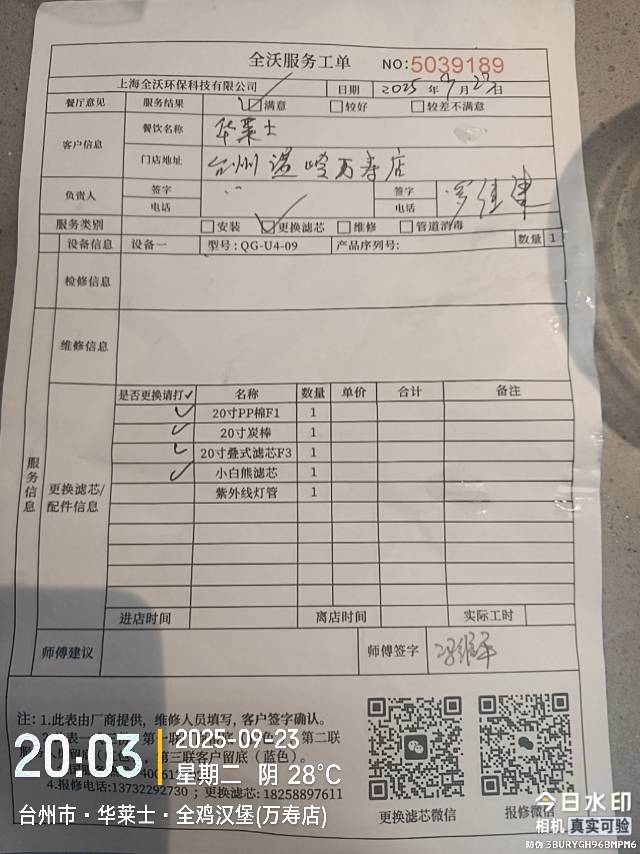 全沃服务工单 NO:5039189
上海全沃环保科技有限公司 日期 2025年9月23日
餐厅意见 服务结果 ☑满意 □较好 □较差不满意
客户信息 餐饮名称 华莱士
门店地址 台州温岭万寿店
负责人 签字 签字
电话 电话
服务类别 □安装 ☑更换滤芯 □维修 □管道消毒
设备信息 设备一 型号:QG-U4-09 产品序列号: 数量 1
检修信息
维修信息
服务信息
更换滤芯/配件信息
是否更换请打✓ 名称 数量 单价 合计 备注
✓ 20寸PP棉F1 1
✓ 20寸炭棒 1
✓ 20寸叠式滤芯F3 1
✓ 小白熊滤芯 1
紫外线灯管 1
进店时间 离店时间 实际工时
师傅建议 师傅签字
注: 1.此表由厂商提供，维修人员填写，客户签字确认。
第二联
第三联客户留底（蓝色）。
4.报修电话:13732292730 ; 更换滤芯:18258897611
更换滤芯微信 报修微信
20:03 2025-09-23
星期二 阴 28℃
台州市·华莱士·全鸡汉堡(万寿店)
今日水印
相机 真实可验
防伪 3BURYGH96BMPM6